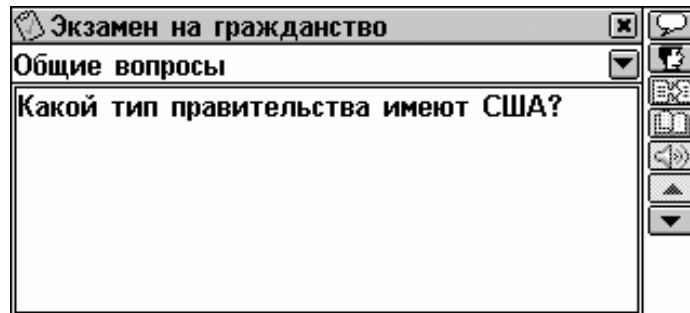 Экзамен на гражданство
Общие вопросы
Какой тип правительства имеют США?